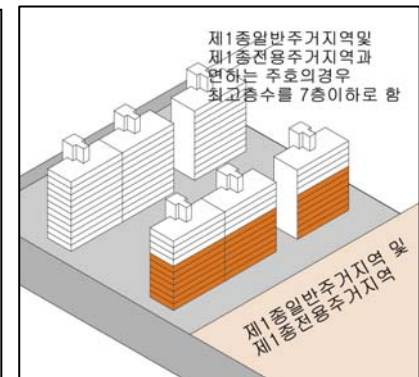 제1종일반주거지역및
제1종전용주거지역과
면하는 주호의경우
최고층수를 7층이하로 함
제1종일반주거지역 및
제1종전용주거지역